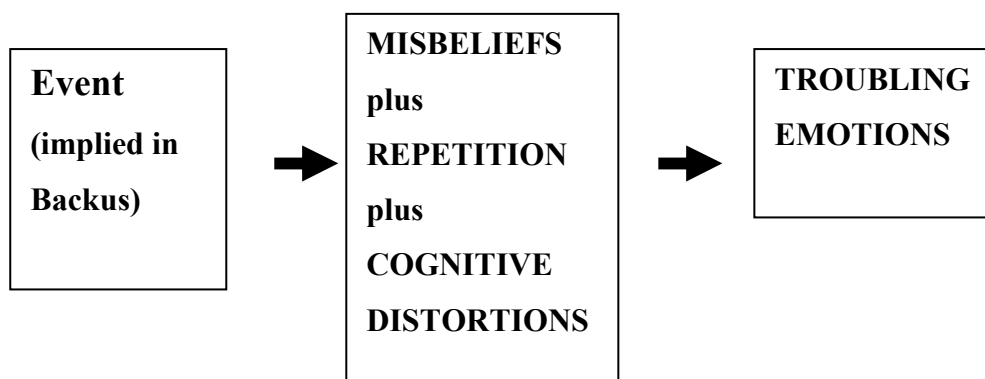 Event
(implied in
Backus)
MISBELIEFS
plus
REPETITION
plus
COGNITIVE
DISTORTIONS
TROUBLING
EMOTIONS